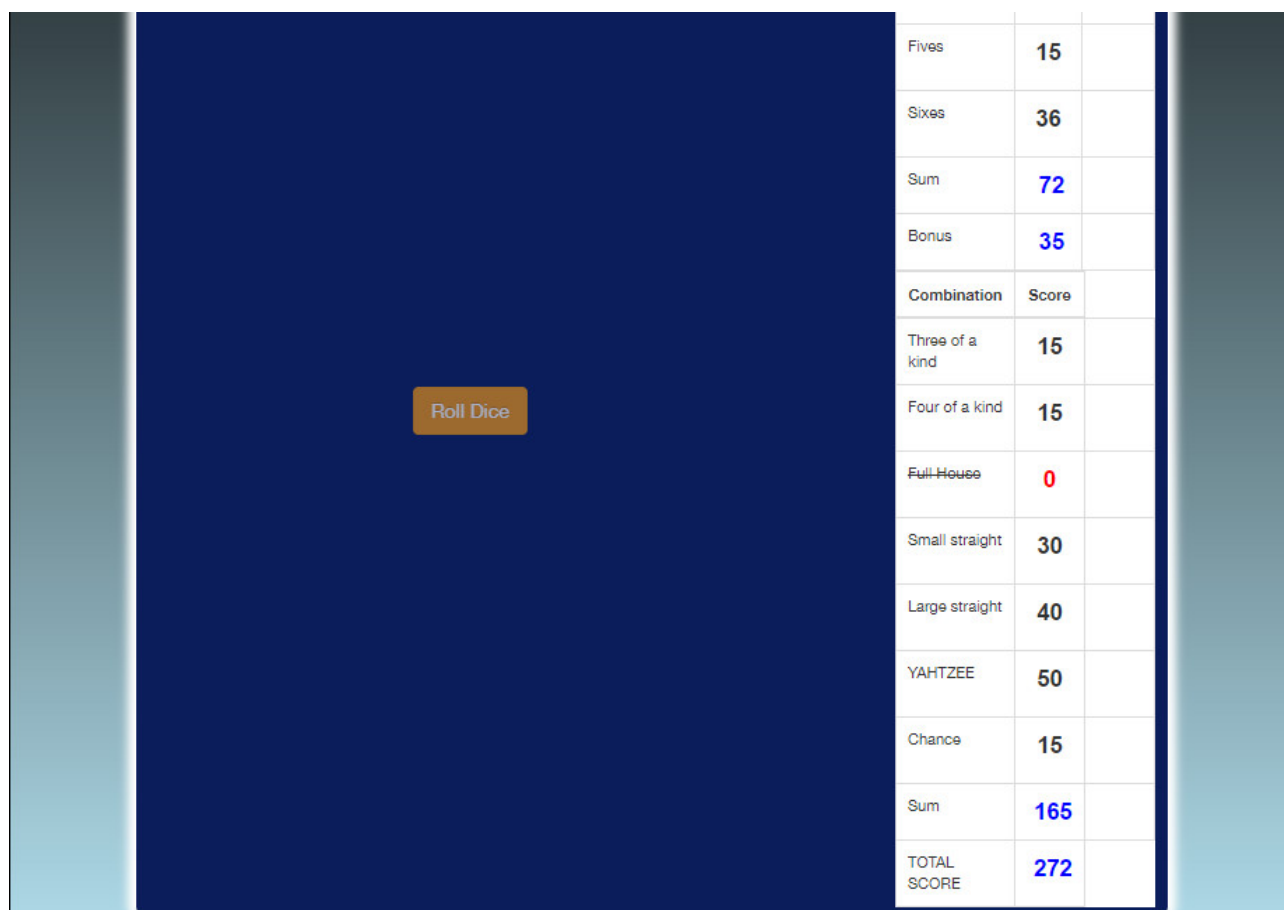 Fives 15
Sixes 36
Sum 72
Bonus 35
Combination Score
Three of a
kind 15
Roll Dice
Four of a kind 15
Full House 0
Small straight 30
Large straight 40
YAHTZEE 50
Chance 15
Sum 165
TOTAL
SCORE 272